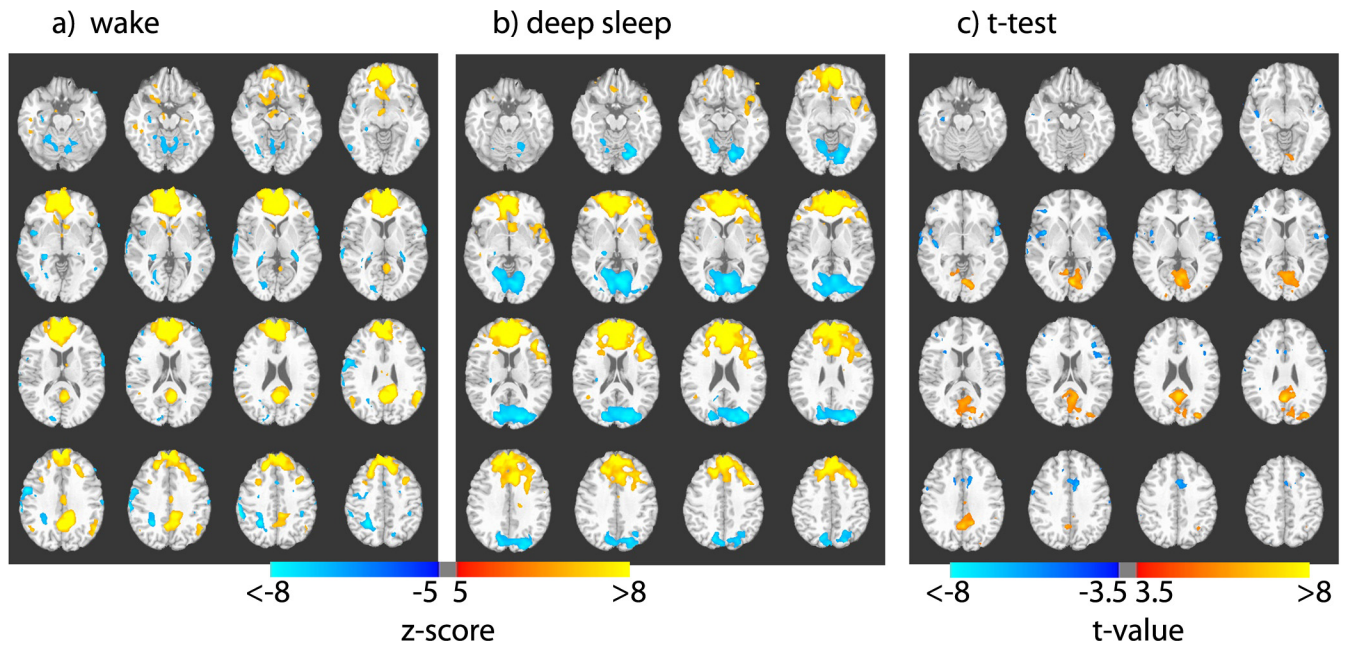 a) wake
b) deep sleep
c) t-test
<-8 -5 5 >8
z-score
<-8 -3.5 3.5 >8
t-value